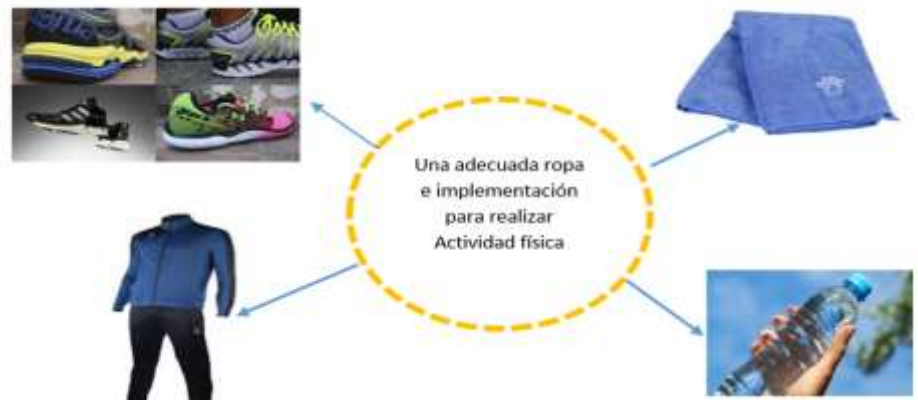 Una adecuada ropa
e implementación
para realizar
Actividad física